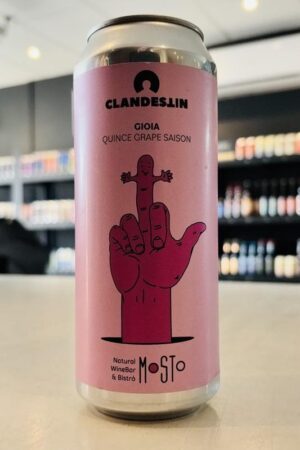 CLANDESTIN
GIOIA
QUINCE GRAPE SAISON
Natural
WineBar
& Bistrò
MoSTo